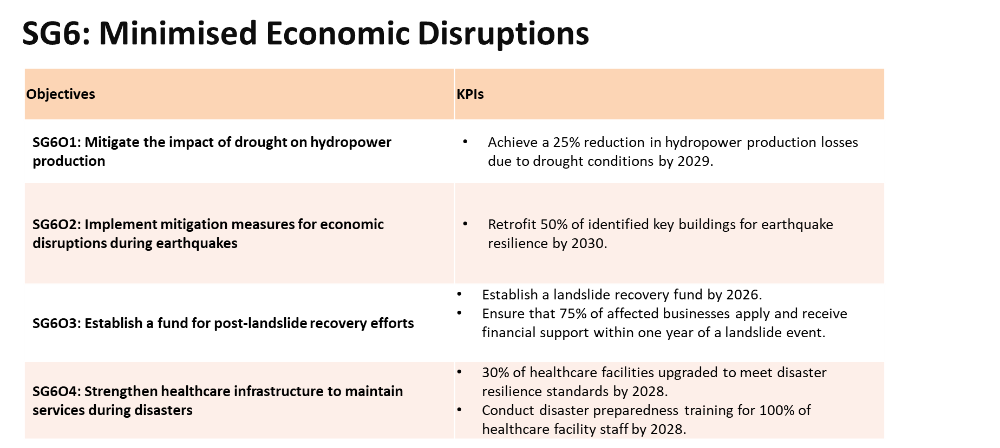 SG6: Minimised Economic Disruptions
Objectives
KPIs
SG6O1: Mitigate the impact of drought on hydropower
production
• Achieve a 25% reduction in hydropower production losses
due to drought conditions by 2029.
SG6O2: Implement mitigation measures for economic
disruptions during earthquakes
• Retrofit 50% of identified key buildings for earthquake
resilience by 2030.
SG6O3: Establish a fund for post-landslide recovery efforts
• Establish a landslide recovery fund by 2026.
• Ensure that 75% of affected businesses apply and receive
financial support within one year of a landslide event.
SG6O4: Strengthen healthcare infrastructure to maintain
services during disasters
• 30% of healthcare facilities upgraded to meet disaster
resilience standards by 2028.
• Conduct disaster preparedness training for 100% of
healthcare facility staff by 2028.